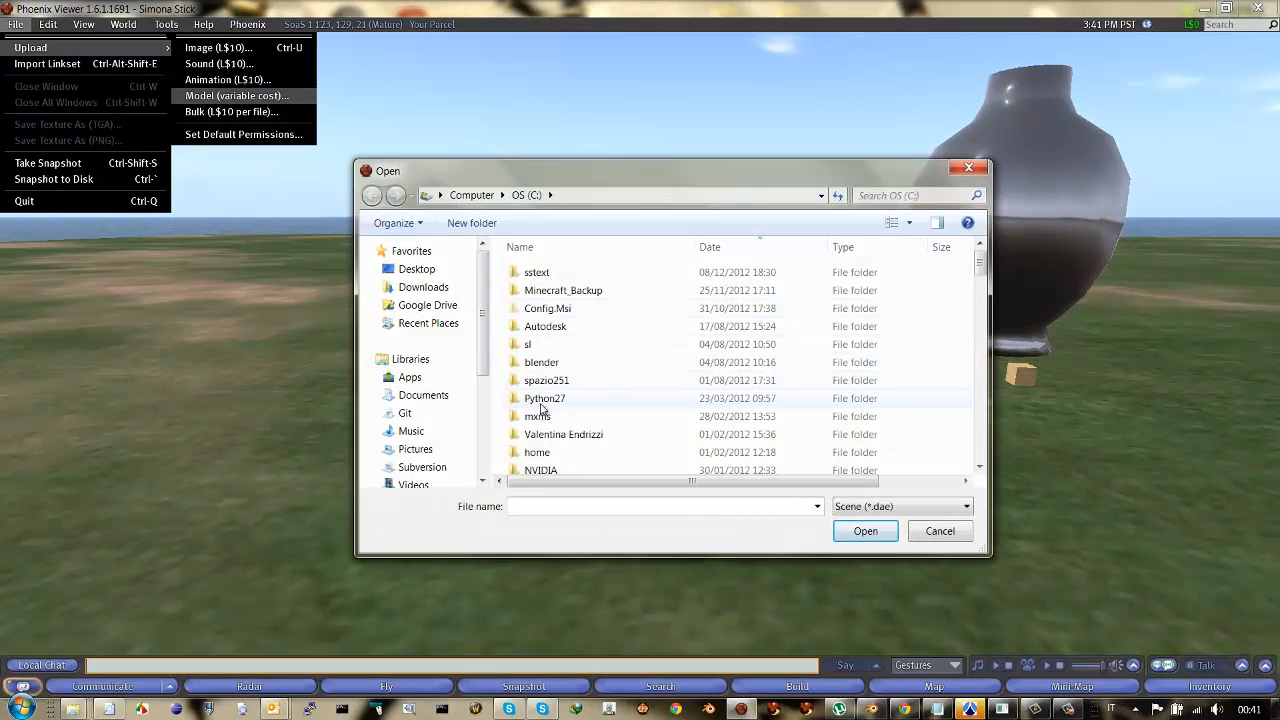 Phoenix Viewer 1.6.1.1691 - Simona Stick
File Edit View World Tools Help Phoenix SoaS 1 123, 129, 21 (Mature) Your Parcel 3:41 PM PST L$0 Search
Upload
Import Linkset Ctrl-Alt-Shift-E
Close Window Ctrl-W
Close All Windows Ctrl-Shift-W
Save Texture As (TGA)...
Save Texture As (PNG)...
Take Snapshot Ctrl-Shift-S
Snapshot to Disk Ctrl-`
Quit Ctrl-Q
Image (L$10)... Ctrl-U
Sound (L$10)...
Animation (L$10)...
Model (variable cost)...
Bulk (L$10 per file)...
Set Default Permissions...
Open
Computer OS (C:) Search OS (C:)
Organize New folder
Favorites
Desktop
Downloads
Google Drive
Recent Places
Libraries
Apps
Documents
Git
Music
Pictures
Subversion
Videos
Name Date Type Size
sstext 08/12/2012 18:30 File folder
Minecraft_Backup 25/11/2012 17:11 File folder
Config.Msi 31/10/2012 17:38 File folder
Autodesk 17/08/2012 15:24 File folder
sl 04/08/2012 10:50 File folder
blender 04/08/2012 10:16 File folder
spazio251 01/08/2012 17:31 File folder
Python27 23/03/2012 09:57 File folder
mxms 28/02/2012 13:53 File folder
Valentina Endrizzi 01/02/2012 15:36 File folder
home 01/02/2012 12:18 File folder
NVIDIA 30/01/2012 12:33 File folder
File name: Scene (*.dae)
Open Cancel
Local Chat Say Gestures Talk
Communicate Radar Fly Snapshot Search Build Map Mini-Map Inventory
IT 00:41